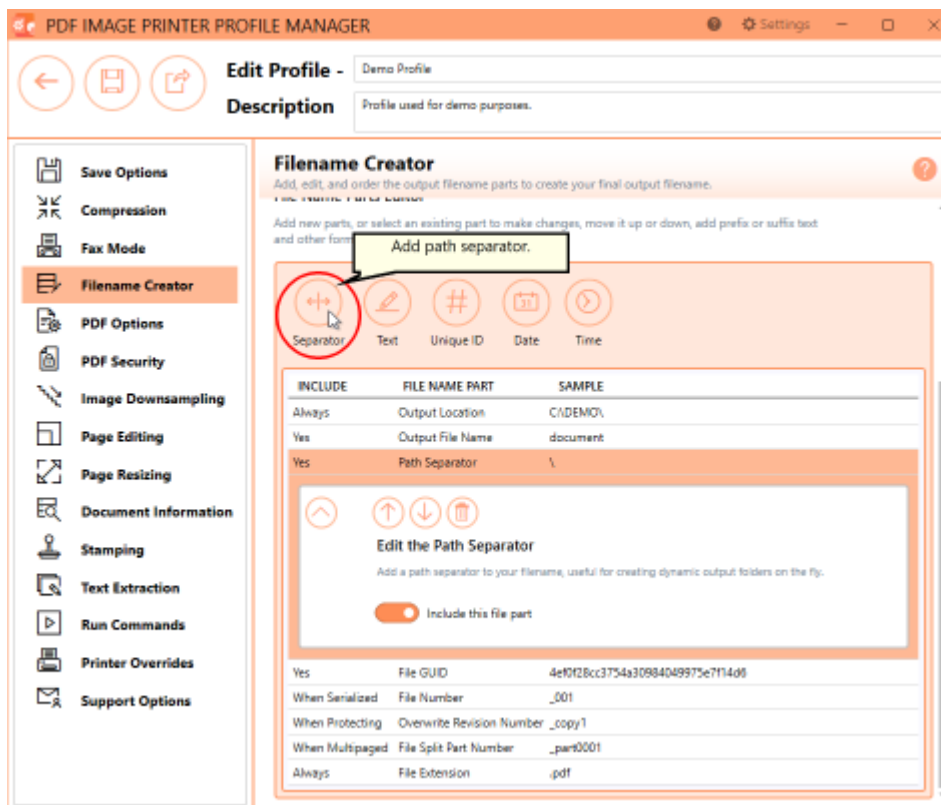 PDF IMAGE PRINTER PROFILE MANAGER
Settings
Edit Profile - Demo Profile
Description Profile used for demo purposes.
Save Options
Compression
Fax Mode
Filename Creator
PDF Options
PDF Security
Image Downsampling
Page Editing
Page Resizing
Document Information
Stamping
Text Extraction
Run Commands
Printer Overrides
Support Options
Filename Creator
Add, edit, and order the output filename parts to create your final output filename.
File Name Parts Editor
Add new parts, or select an existing part to make changes, move it up or down, add prefix or suffix text
and other form
Add path separator.
Separator Text Unique ID Date Time
INCLUDE FILE NAME PART SAMPLE
Always Output Location C:\DEMO\
Yes Output File Name document
Yes Path Separator \
Edit the Path Separator
Add a path separator to your filename, useful for creating dynamic output folders on the fly.
Include this file part
Yes File GUID 4ef0f28cc3754a30984049975e7f14d6
When Serialized File Number _001
When Protecting Overwrite Revision Number _copy1
When Multipaged File Split Part Number _part0001
Always File Extension .pdf